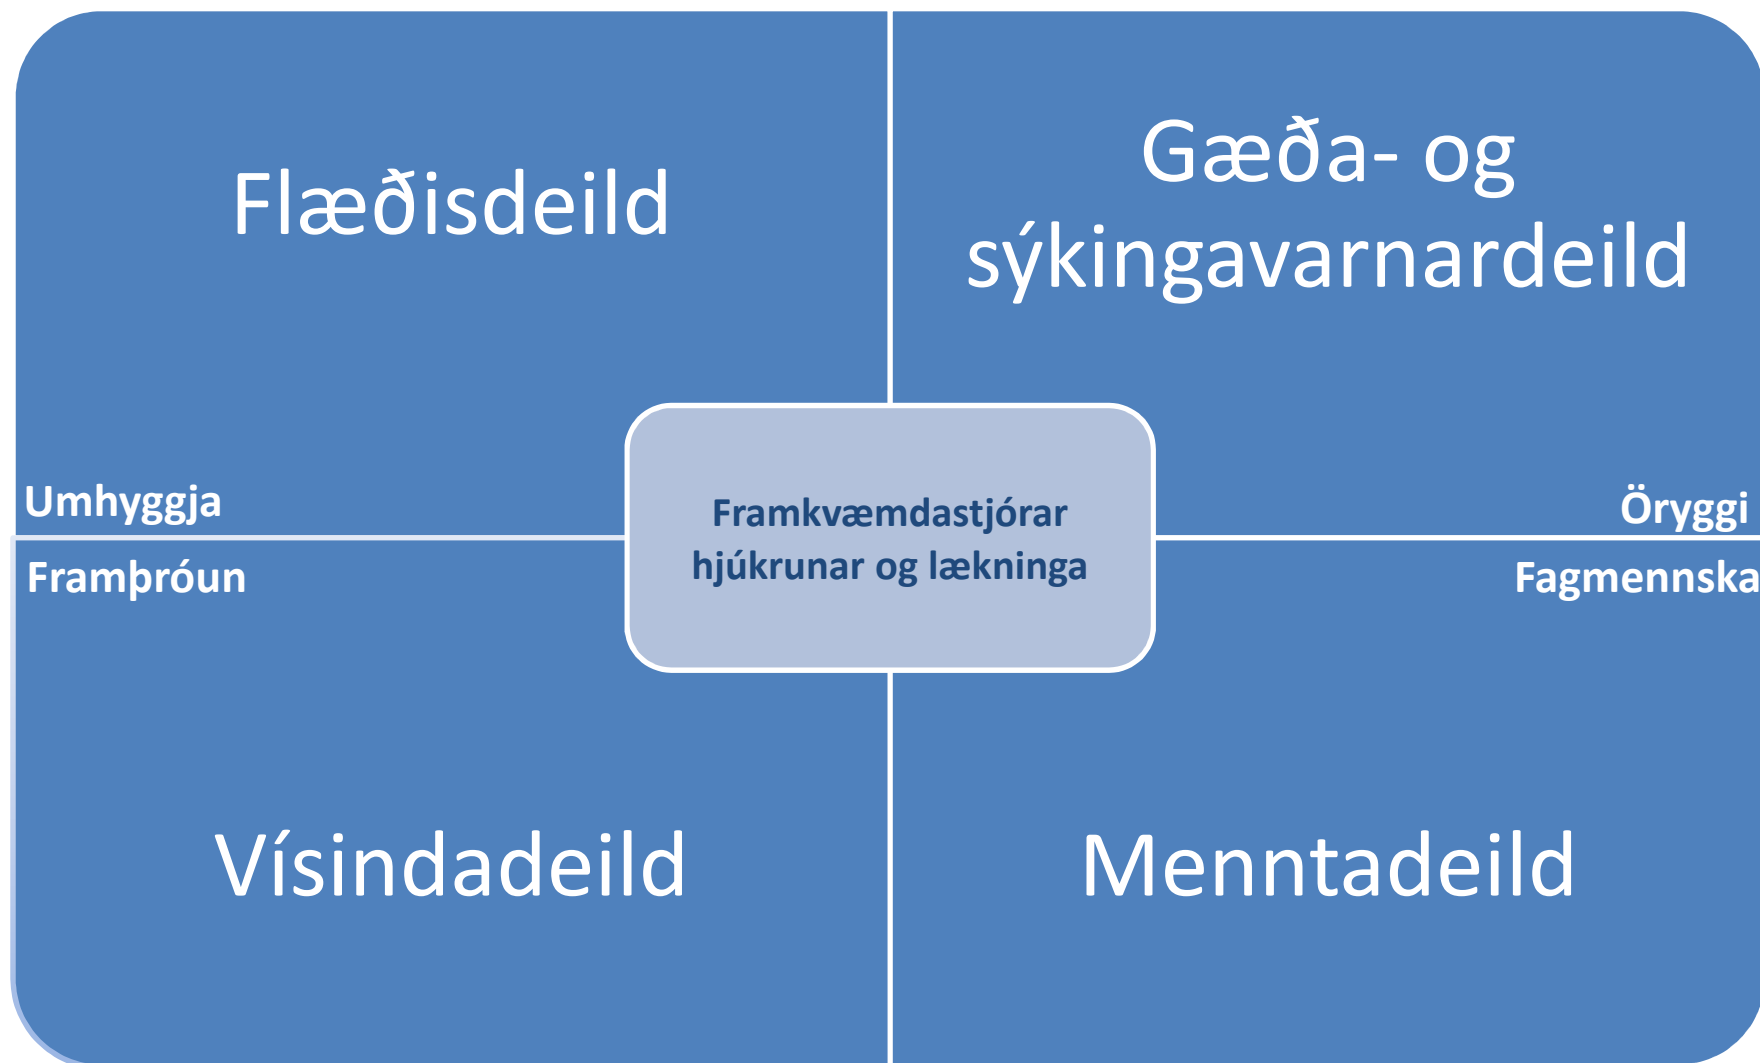 Flæðisdeild
Gæða- og
sýkingavarnardeild
Umhyggja
Öryggi
Framkvæmdastjórar
hjúkrunar og lækninga
Framþróun
Fagmennska
Vísindadeild
Menntadeild